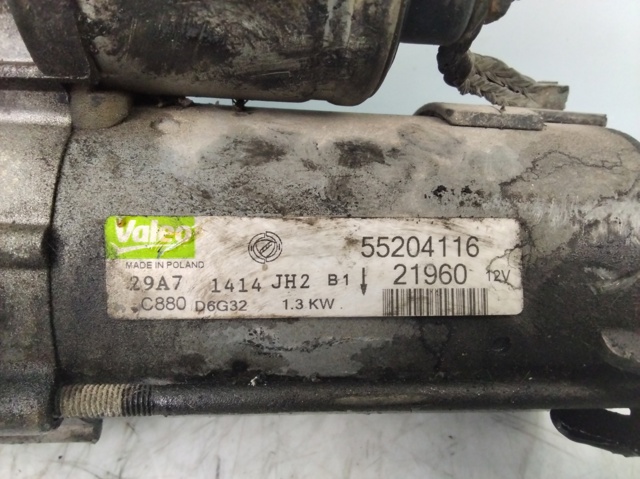 Valeo
MADE IN POLAND
55204116
29A7 1414 JH2 B1 21960 12V
C880 D6G32 1.3 KW